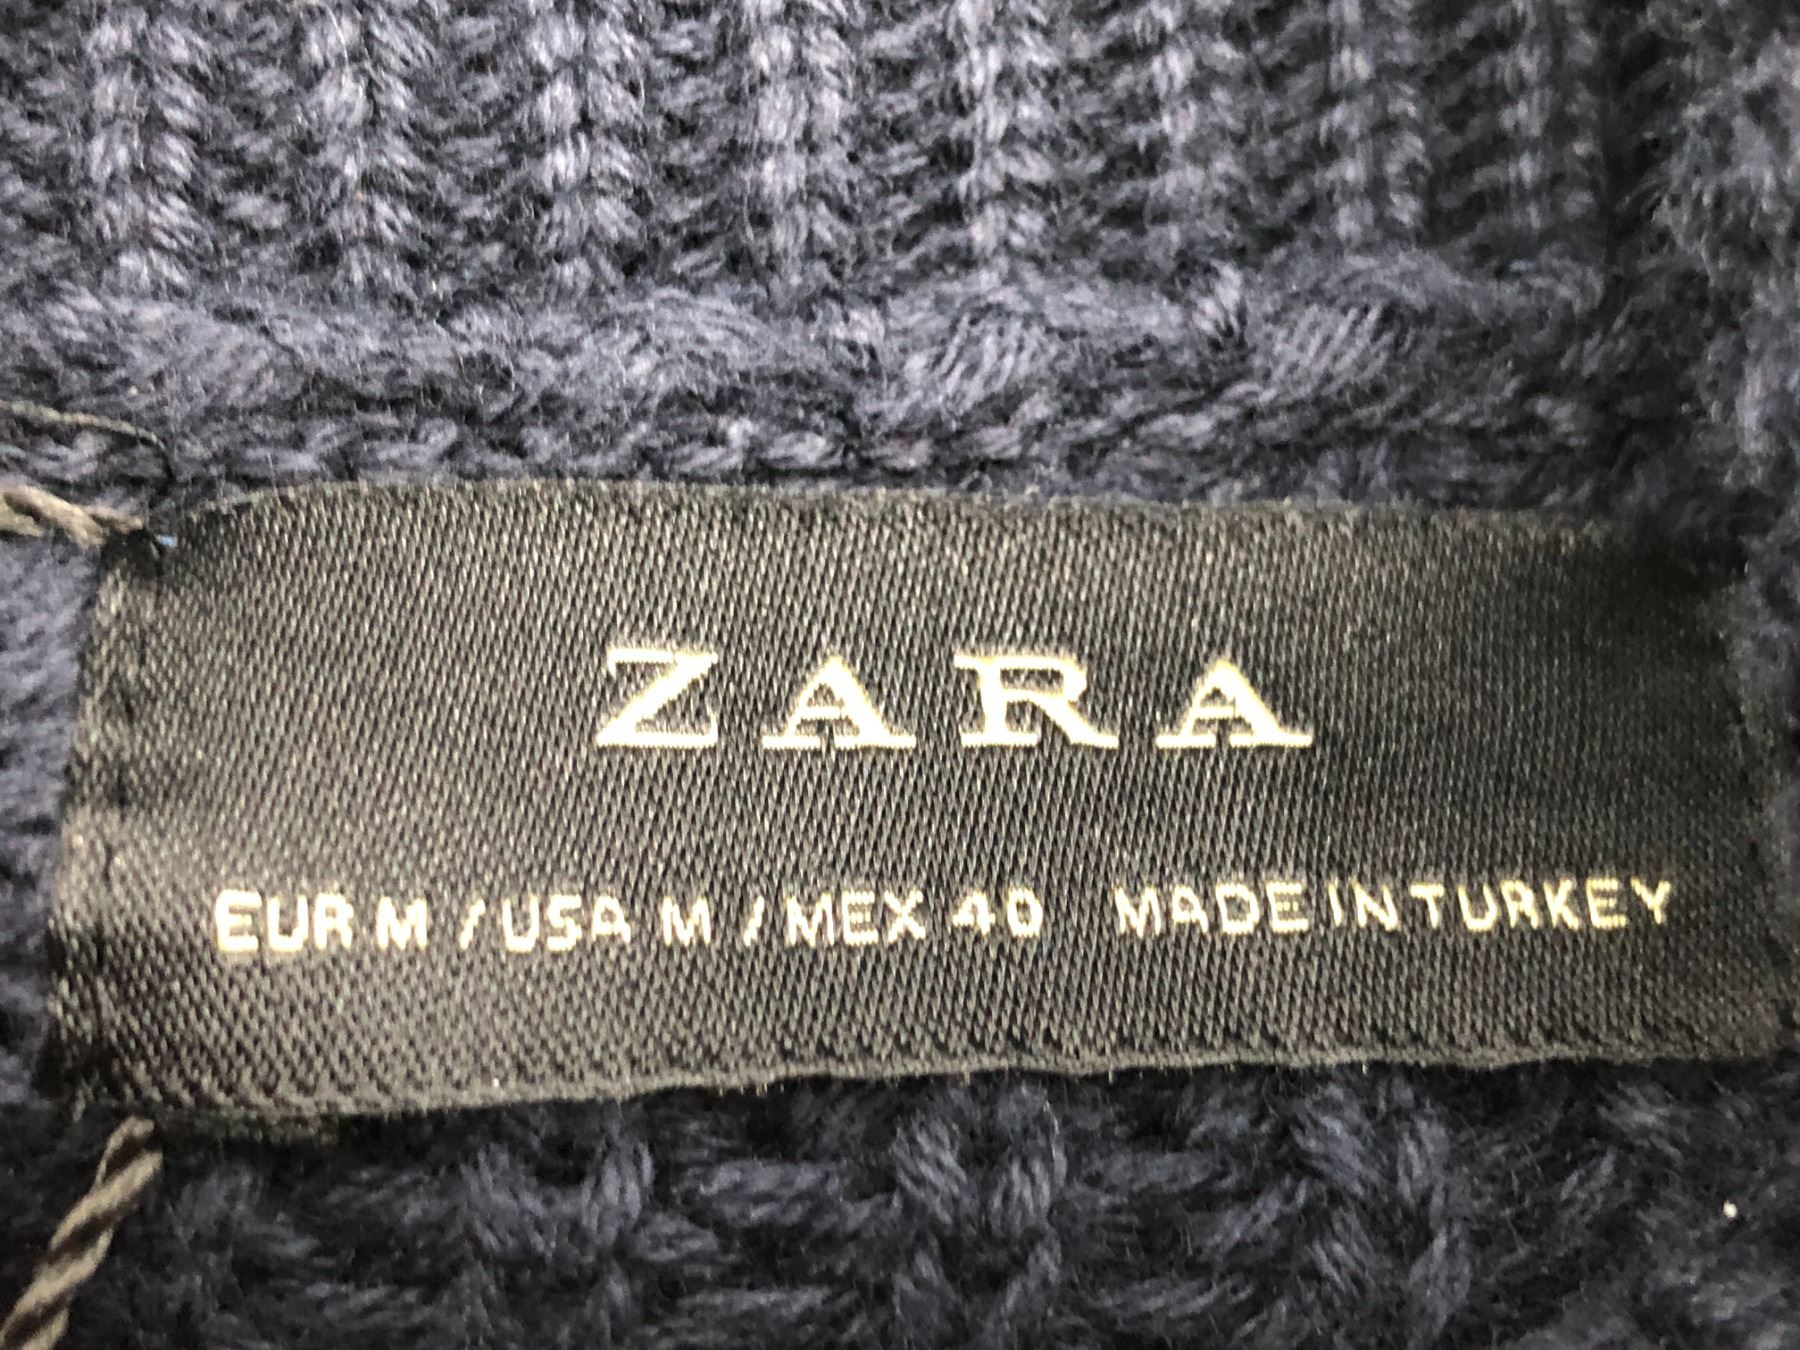 ZARA
EUR M / USA M / MEX 40 MADE IN TURKEY